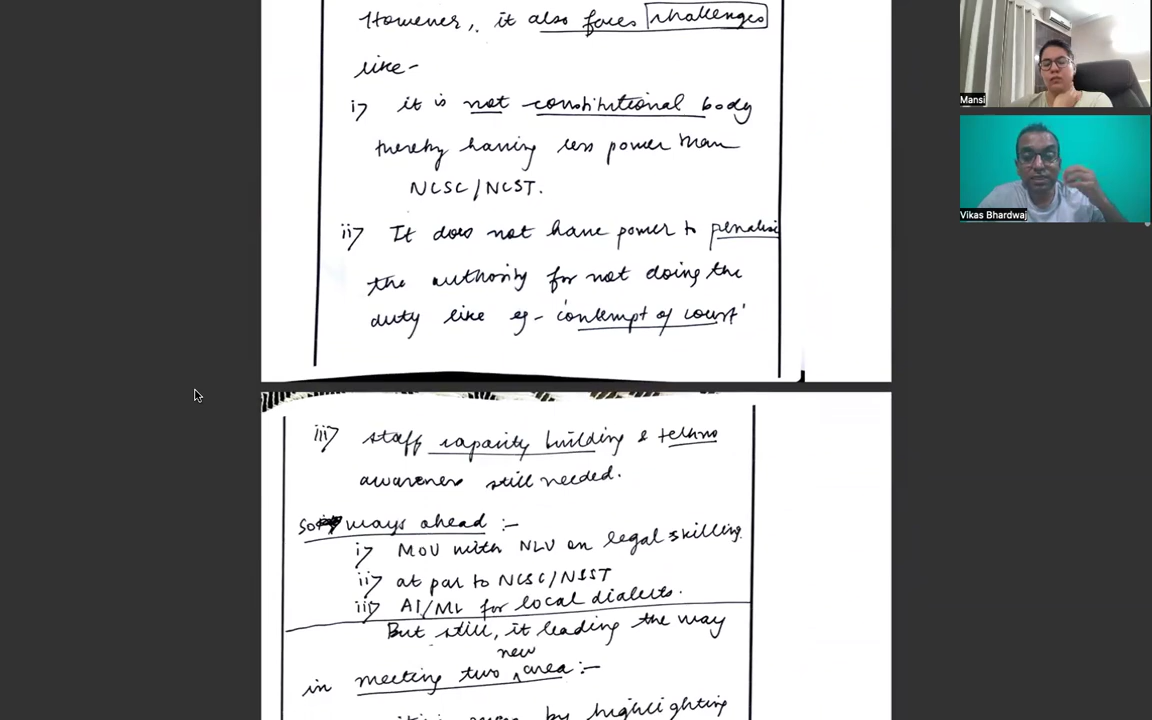 However, it also faces challenges
like -
i) it is not constitutional body
thereby having less power than
NCSC/NCST.
ii) It does not have power to penalise
the authority for not doing the
duty like eg - 'contempt of court'
iii) staff capacity building & techno
awareness still needed.
So ways ahead :-
i) MOU with NLU on legal skilling.
ii) at par to NCSC/NCST
iii) AI/ML for local dialects.
But still, it leading the way
new
in meeting two area :-
by highlighting
Mansi
Vikas Bhardwaj